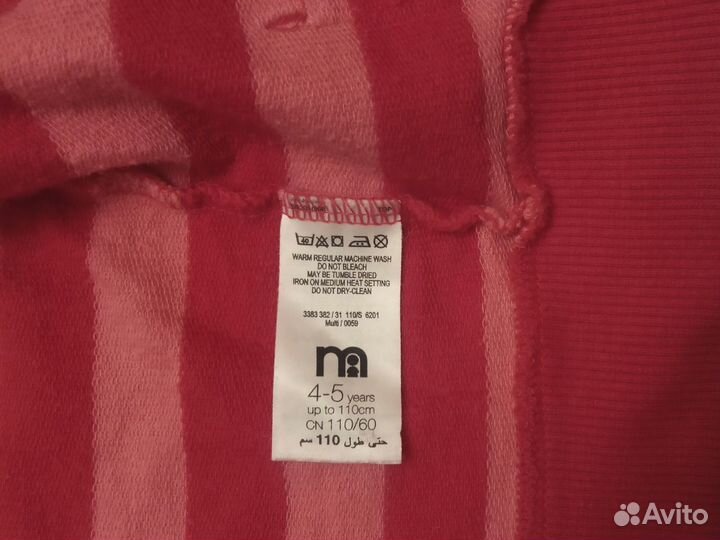 WARM REGULAR MACHINE WASH
DO NOT BLEACH
MAY BE TUMBLE DRIED
IRON ON MEDIUM HEAT SETTING
DO NOT DRY-CLEAN
3383 382 / 31 110/S 6201
Multi / 0059
m
4-5 years
up to 110cm
CN 110/60
حتى طول 110 سم
Avito